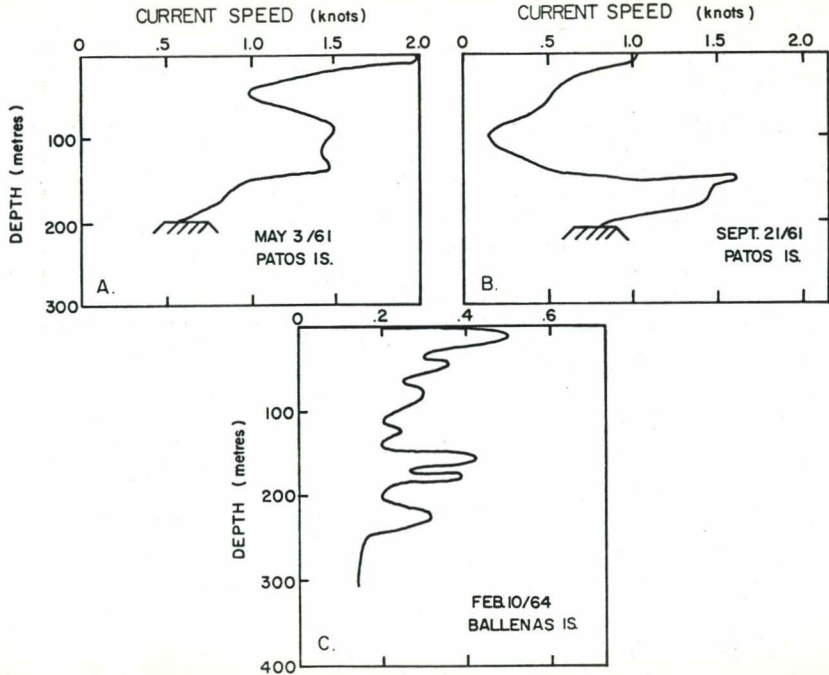 CURRENT SPEED (knots)
.5 1.0 1.5 2.0
DEPTH (metres)
100
200
300
MAY 3/61
PATOS IS.
A.
CURRENT SPEED (knots)
0 .5 1.0 1.5 2.0
SEPT. 21/61
PATOS IS.
B.
0 .2 .4 .6
DEPTH (metres)
100
200
300
400
FEB.10/64
BALLENAS IS.
C.